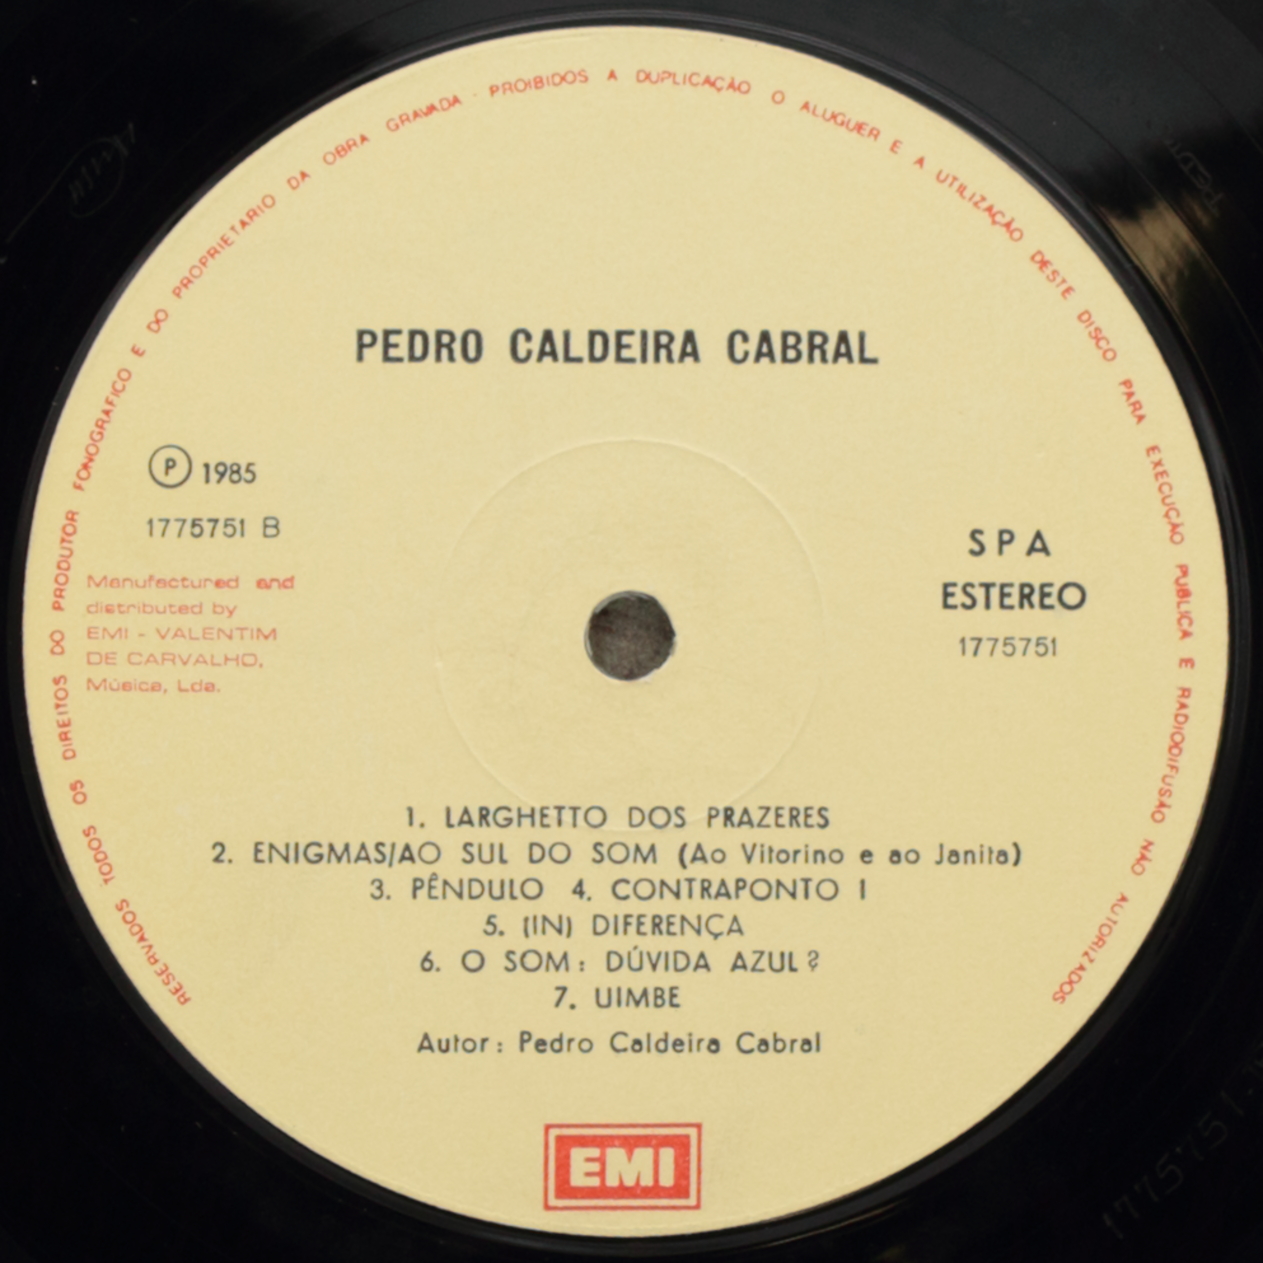 RESERVADOS TODOS OS DIREITOS DO PRODUTOR FONOGRAFICO E DO PROPRIETARIO DA OBRA GRAVADA · PROIBIDOS A DUPLICAÇÃO O ALUGUER E A UTILIZAÇÃO DESTE DISCO PARA EXECUÇÃO PUBLICA E RADIODIFUSÃO NÃO AUTORIZADOS
PEDRO CALDEIRA CABRAL
P 1985
1775751 B
Manufactured and
distributed by
EMI - VALENTIM
DE CARVALHO,
Música, Lda.
SPA
ESTEREO
1775751
1. LARGHETTO DOS PRAZERES
2. ENIGMAS/AO SUL DO SOM (Ao Vitorino e ao Janita)
3. PÊNDULO 4. CONTRAPONTO I
5. (IN) DIFERENÇA
6. O SOM: DÚVIDA AZUL?
7. UIMBE
Autor: Pedro Caldeira Cabral
EMI